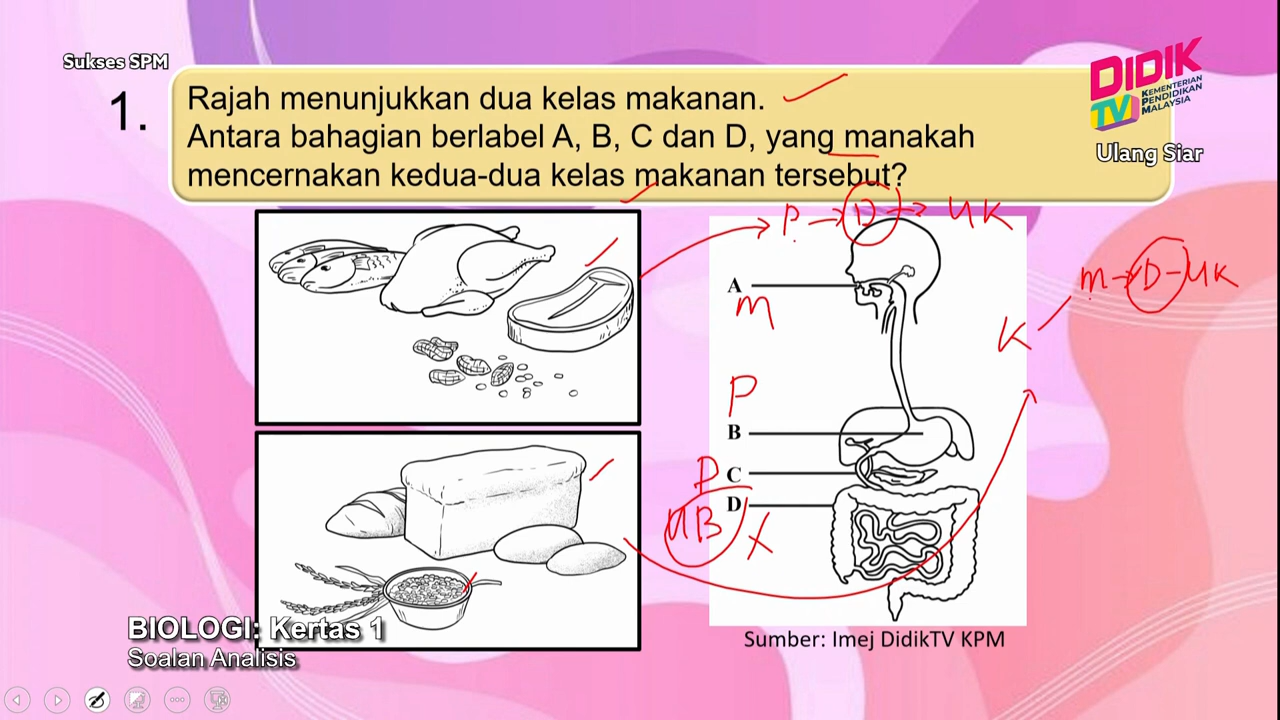 Sukses SPM
1.
Rajah menunjukkan dua kelas makanan.
Antara bahagian berlabel A, B, C dan D, yang manakah
mencernakan kedua-dua kelas makanan tersebut?
DIDIK
TV KEMENTERIAN
PENDIDIKAN
MALAYSIA
Ulang Siar
P → D → UK
K
M → D - UK
A
M
P
B
D
C
D
UB X
BIOLOGI: Kertas 1
Soalan Analisis
Sumber: Imej DidikTV KPM